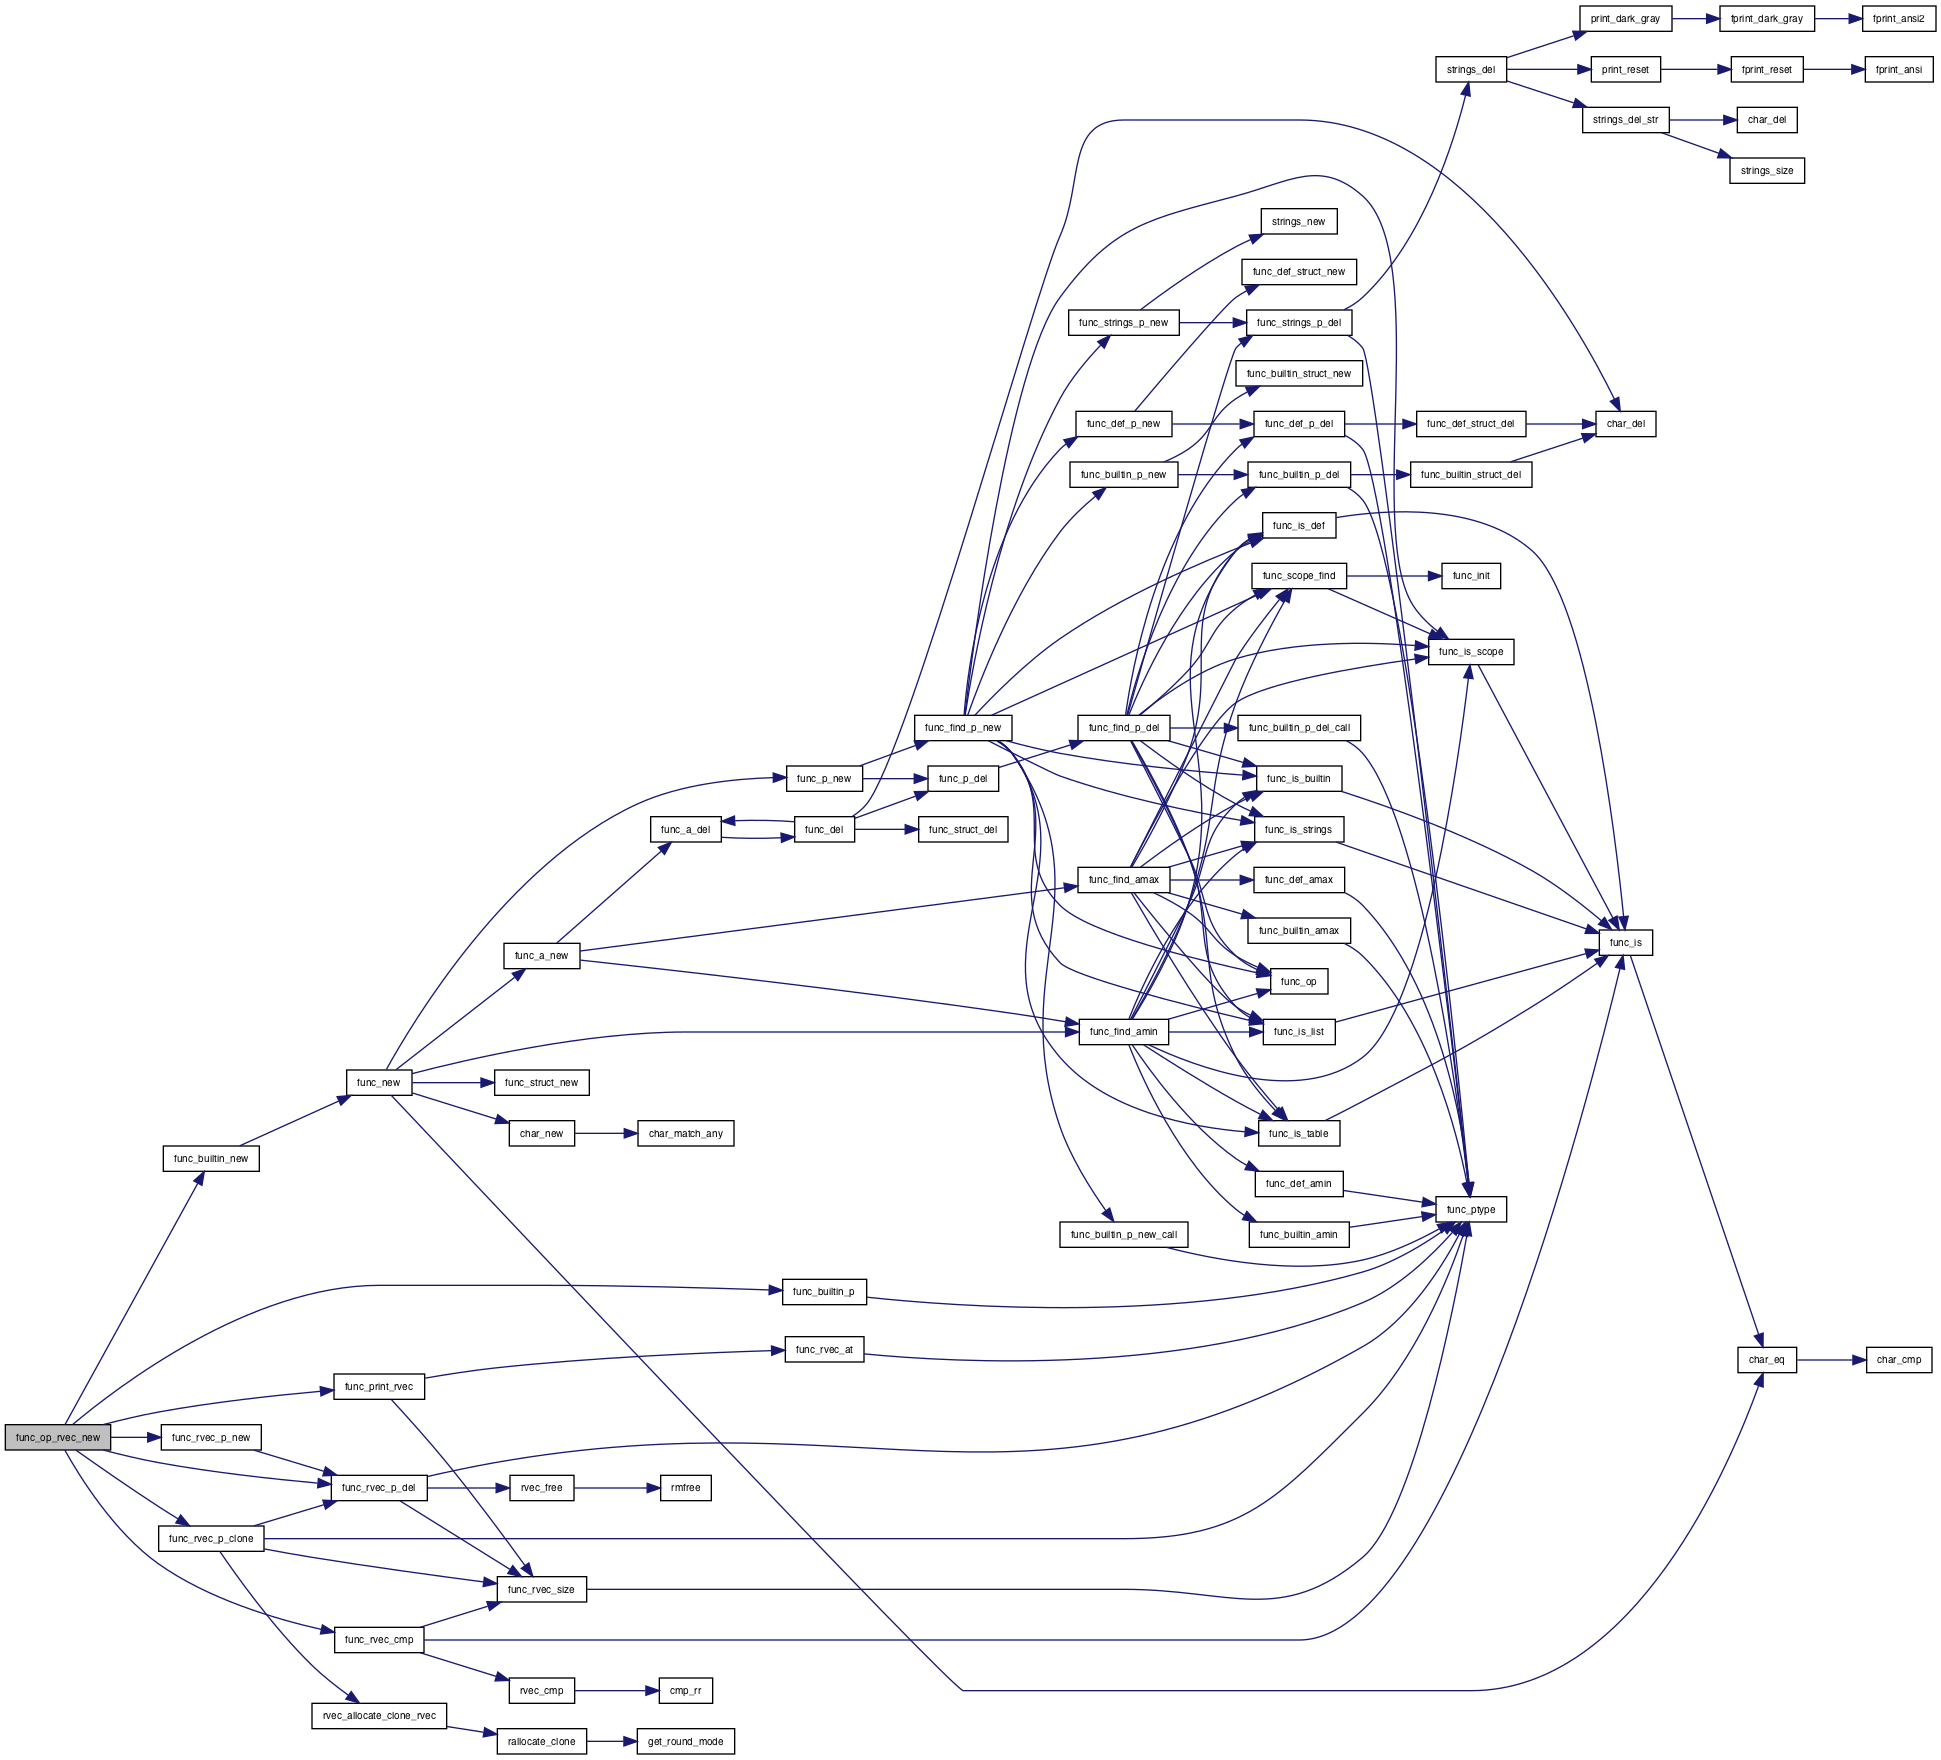 print_dark_gray
fprint_dark_gray
fprint_ansi2
strings_del
print_reset
fprint_reset
fprint_ansi
strings_del_str
char_del
strings_size
strings_new
func_def_struct_new
func_strings_p_new
func_strings_p_del
func_builtin_struct_new
func_def_p_new
func_def_p_del
func_def_struct_del
char_del
func_builtin_p_new
func_builtin_p_del
func_builtin_struct_del
func_is_def
func_scope_find
func_init
func_is_scope
func_find_p_new
func_find_p_del
func_builtin_p_del_call
func_p_new
func_p_del
func_is_builtin
func_a_del
func_del
func_struct_del
func_is_strings
func_find_amax
func_def_amax
func_builtin_amax
func_is
func_a_new
func_op
func_find_amin
func_is_list
func_new
func_struct_new
char_new
char_match_any
func_is_table
func_builtin_new
func_def_amin
func_ptype
func_builtin_p_new_call
func_builtin_amin
func_builtin_p
func_rvec_at
char_eq
char_cmp
func_print_rvec
func_op_rvec_new
func_rvec_p_new
func_rvec_p_del
rvec_free
rmfree
func_rvec_p_clone
func_rvec_size
func_rvec_cmp
rvec_cmp
cmp_rr
rvec_allocate_clone_rvec
rallocate_clone
get_round_mode